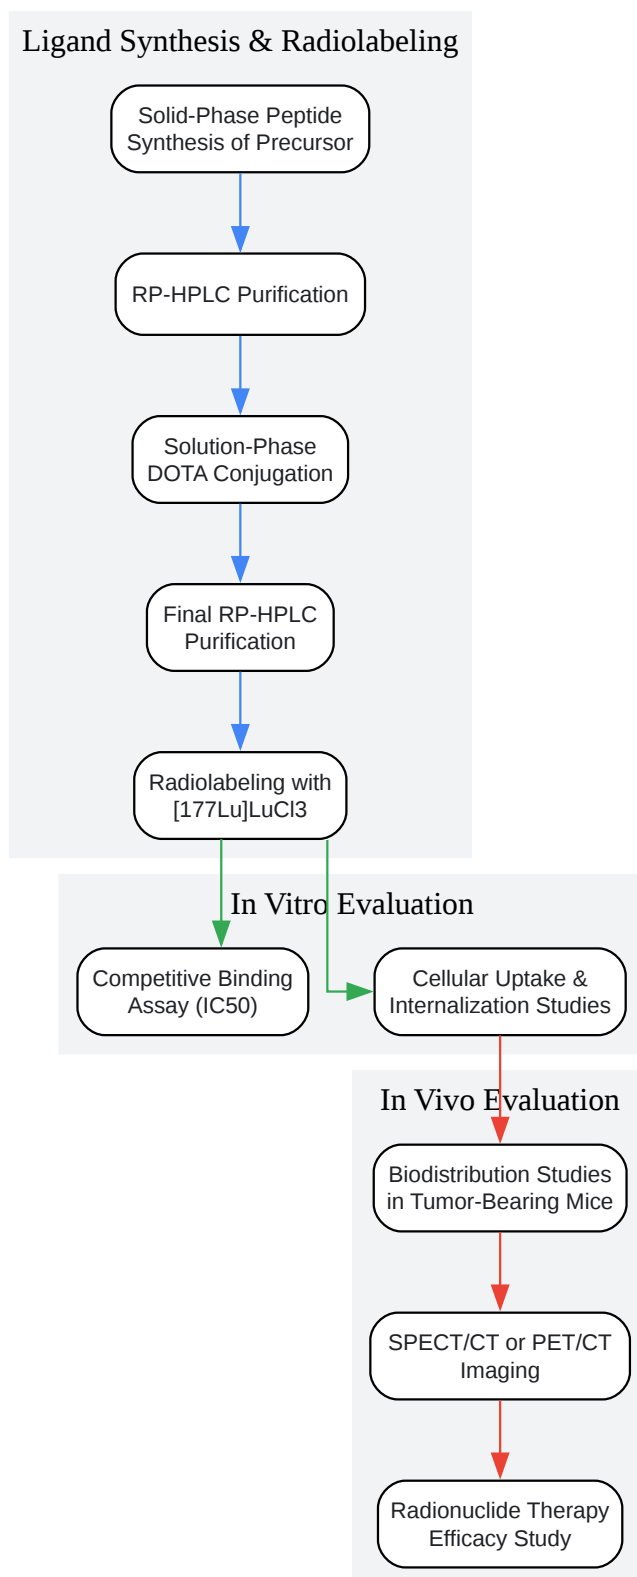 Ligand Synthesis & Radiolabeling
Solid-Phase Peptide
Synthesis of Precursor
RP-HPLC Purification
Solution-Phase
DOTA Conjugation
Final RP-HPLC
Purification
Radiolabeling with
[177Lu]LuCl3
In Vitro Evaluation
Competitive Binding
Assay (IC50)
Cellular Uptake &
Internalization Studies
In Vivo Evaluation
Biodistribution Studies
in Tumor-Bearing Mice
SPECT/CT or PET/CT
Imaging
Radionuclide Therapy
Efficacy Study